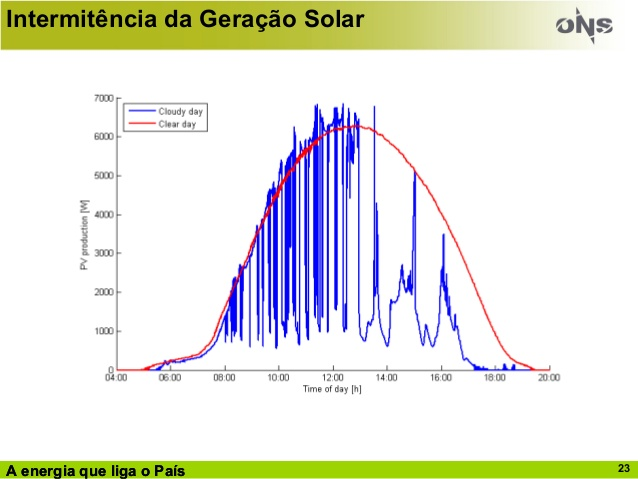 Intermitência da Geração Solar
ONS
7000
6000
5000
4000
3000
2000
1000
0
PV production [W]
Cloudy day
Clear day
04:00 06:00 08:00 10:00 12:00 14:00 16:00 18:00 20:00
Time of day [h]
A energia que liga o País
23